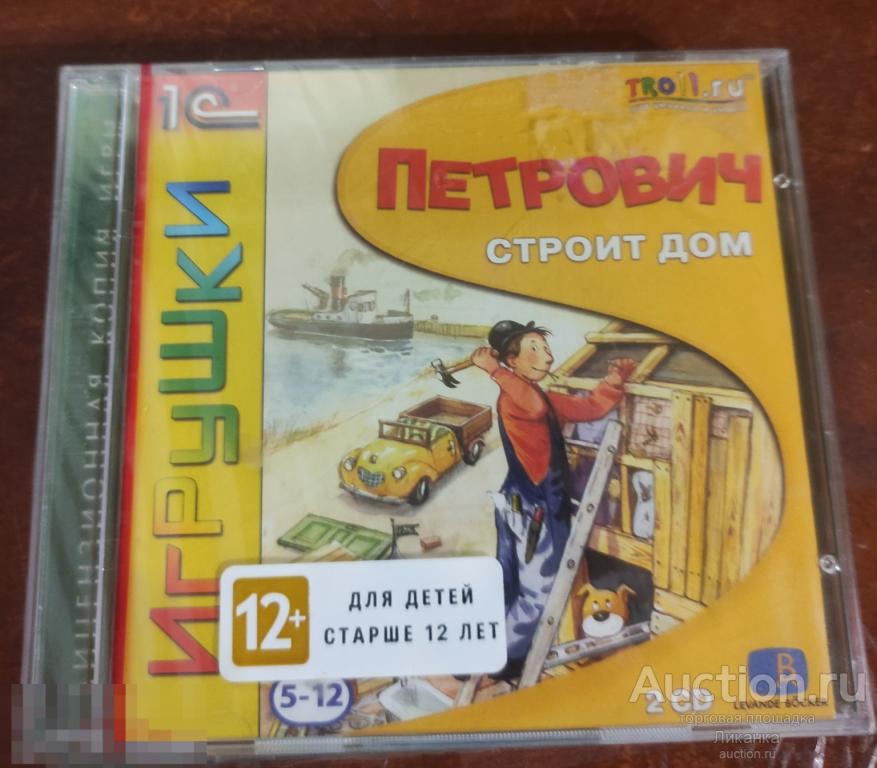 1С
TROLL.ru
ПЕТРОВИЧ
СТРОИТ ДОМ
ИГРУШКИ
ЛИЦЕНЗИОННАЯ КОПИЯ ИГРЫ
12+
ДЛЯ ДЕТЕЙ
СТАРШЕ 12 ЛЕТ
5-12
2 CD
B
LEVANDE BÖCKER
Auction.ru
торговая площадка
Ликанка
auction.ru